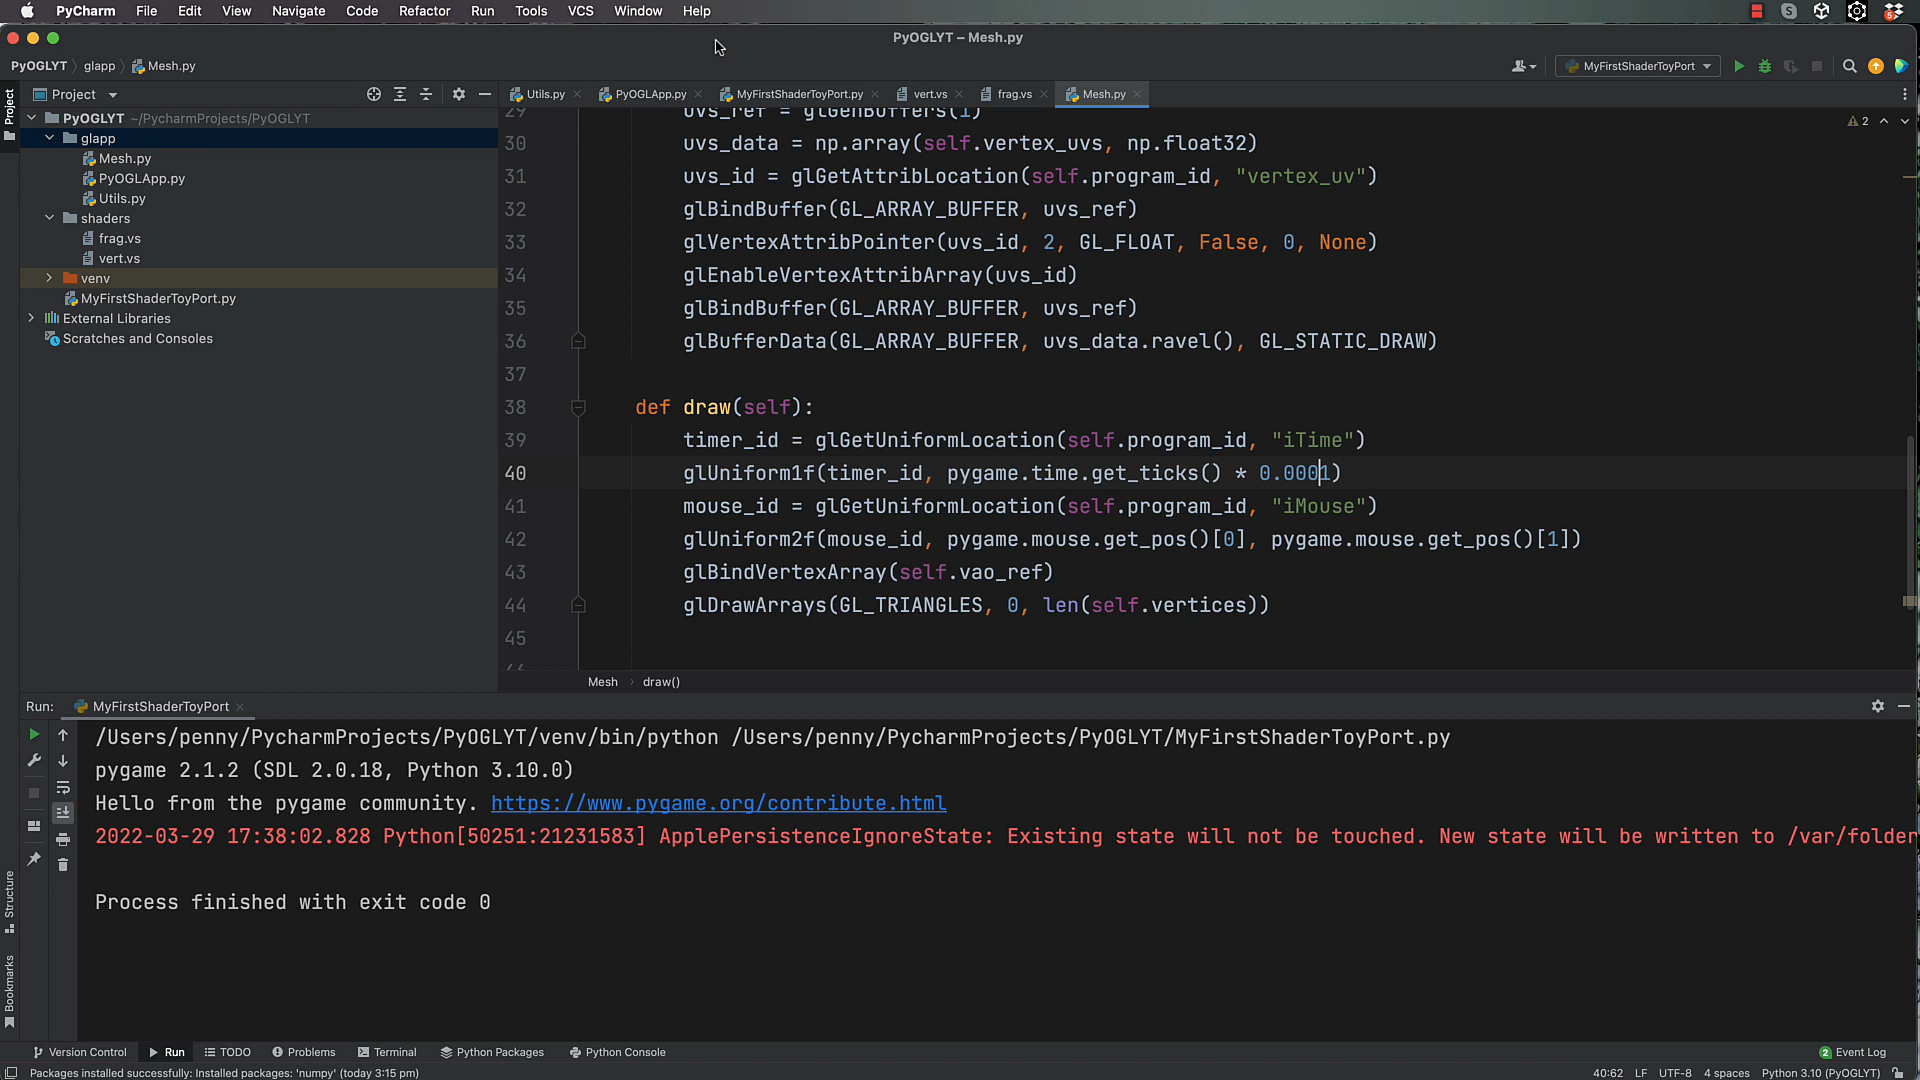 PyCharm File Edit View Navigate Code Refactor Run Tools VCS Window Help
PyOGLYT – Mesh.py
PyOGLYT glapp Mesh.py
MyFirstShaderToyPort
Project
Project
Utils.py PyOGLApp.py MyFirstShaderToyPort.py vert.vs frag.vs Mesh.py
PyOGLYT ~/PycharmProjects/PyOGLYT
glapp
Mesh.py
PyOGLApp.py
Utils.py
shaders
frag.vs
vert.vs
venv
MyFirstShaderToyPort.py
External Libraries
Scratches and Consoles
2
29 uvs_ref = glGenBuffers(1)
30 uvs_data = np.array(self.vertex_uvs, np.float32)
31 uvs_id = glGetAttribLocation(self.program_id, "vertex_uv")
32 glBindBuffer(GL_ARRAY_BUFFER, uvs_ref)
33 glVertexAttribPointer(uvs_id, 2, GL_FLOAT, False, 0, None)
34 glEnableVertexAttribArray(uvs_id)
35 glBindBuffer(GL_ARRAY_BUFFER, uvs_ref)
36 glBufferData(GL_ARRAY_BUFFER, uvs_data.ravel(), GL_STATIC_DRAW)
37
38 def draw(self):
39 timer_id = glGetUniformLocation(self.program_id, "iTime")
40 glUniform1f(timer_id, pygame.time.get_ticks() * 0.0001)
41 mouse_id = glGetUniformLocation(self.program_id, "iMouse")
42 glUniform2f(mouse_id, pygame.mouse.get_pos()[0], pygame.mouse.get_pos()[1])
43 glBindVertexArray(self.vao_ref)
44 glDrawArrays(GL_TRIANGLES, 0, len(self.vertices))
45
Mesh draw()
Run: MyFirstShaderToyPort
/Users/penny/PycharmProjects/PyOGLYT/venv/bin/python /Users/penny/PycharmProjects/PyOGLYT/MyFirstShaderToyPort.py
pygame 2.1.2 (SDL 2.0.18, Python 3.10.0)
Hello from the pygame community. https://www.pygame.org/contribute.html
2022-03-29 17:38:02.828 Python[50251:21231583] ApplePersistenceIgnoreState: Existing state will not be touched. New state will be written to /var/folder
Process finished with exit code 0
Structure
Bookmarks
Version Control Run TODO Problems Terminal Python Packages Python Console 2 Event Log
Packages installed successfully: Installed packages: 'numpy' (today 3:15 pm) 40:62 LF UTF-8 4 spaces Python 3.10 (PyOGLYT)